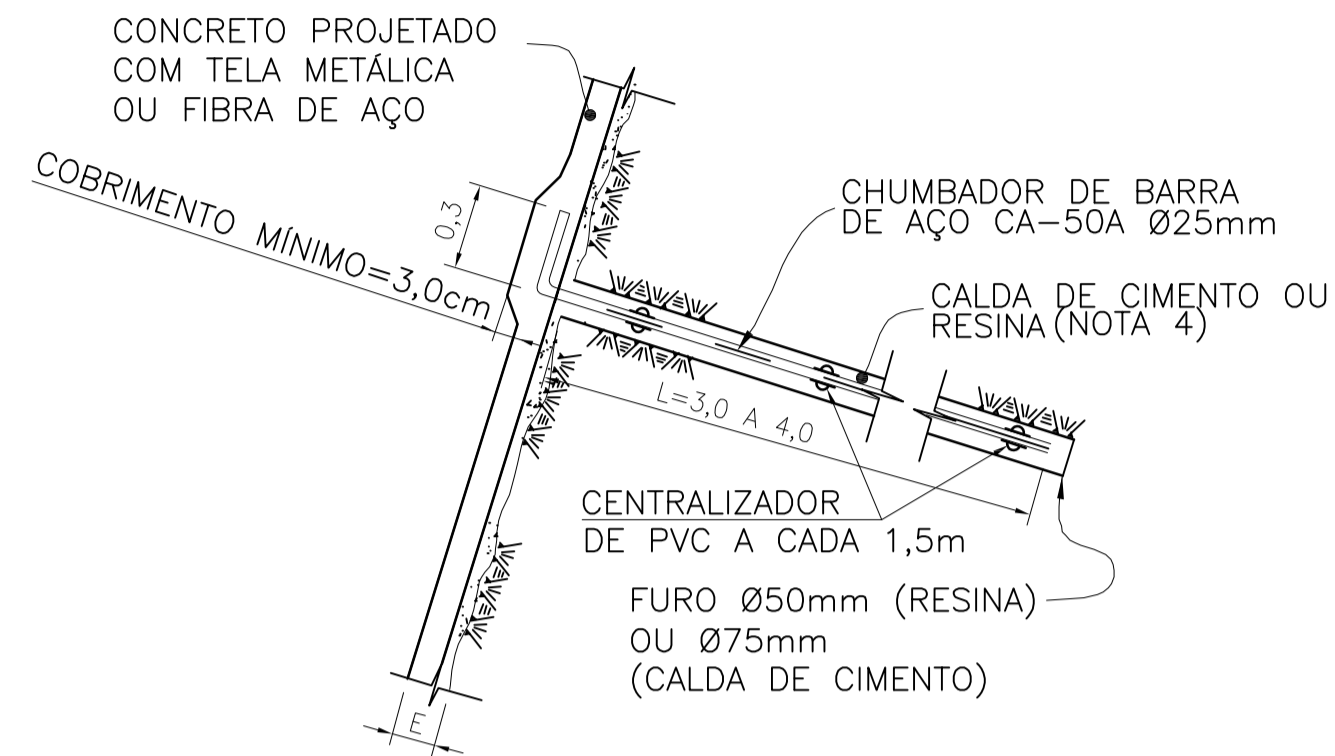 CONCRETO PROJETADO
COM TELA METÁLICA
OU FIBRA DE AÇO
COBRIMENTO MÍNIMO=3,0cm
0,3
CHUMBADOR DE BARRA
DE AÇO CA-50A Ø25mm
CALDA DE CIMENTO OU
RESINA (NOTA 4)
L=3,0 A 4,0
CENTRALIZADOR
DE PVC A CADA 1,5m
FURO Ø50mm (RESINA)
OU Ø75mm
(CALDA DE CIMENTO)
E